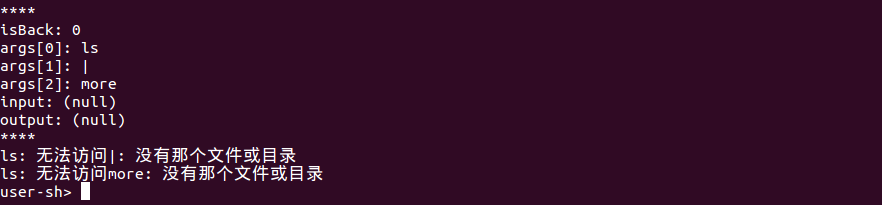 ****
isBack: 0
args[0]: ls
args[1]: |
args[2]: more
input: (null)
output: (null)
****
ls: 无法访问|: 没有那个文件或目录
ls: 无法访问more: 没有那个文件或目录
user-sh>